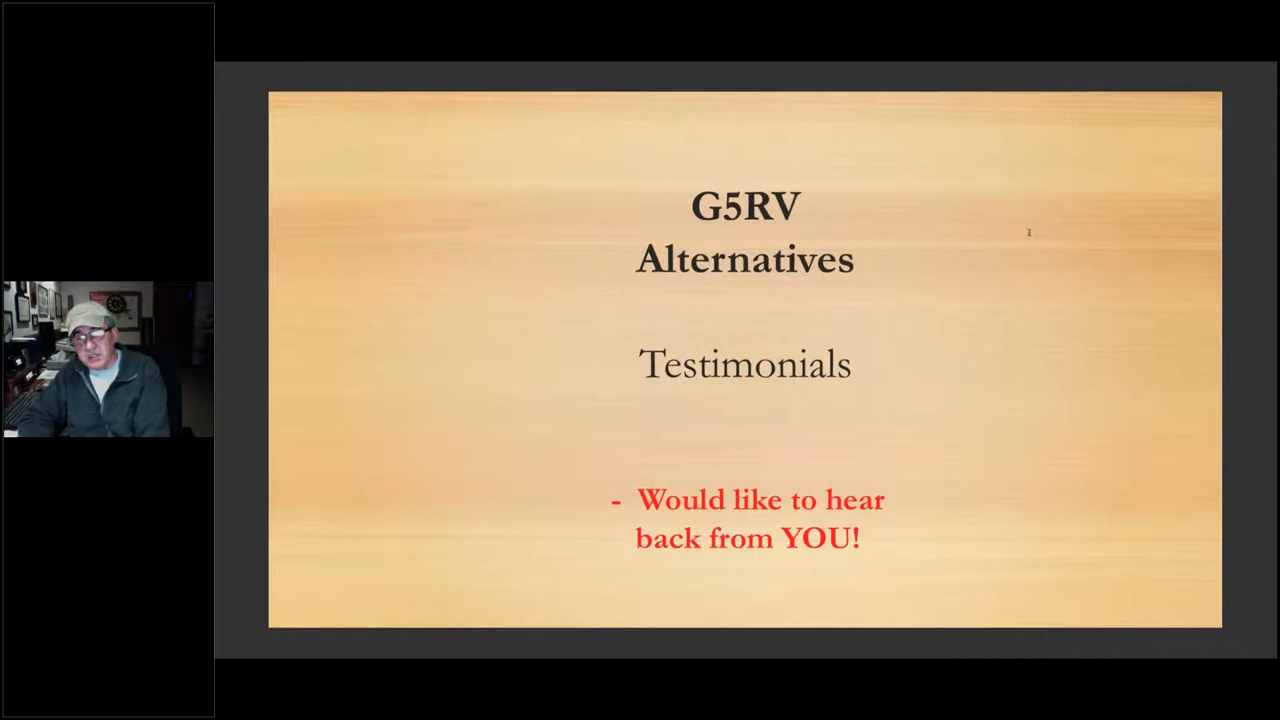 G5RV
Alternatives
Testimonials
- Would like to hear
back from YOU!